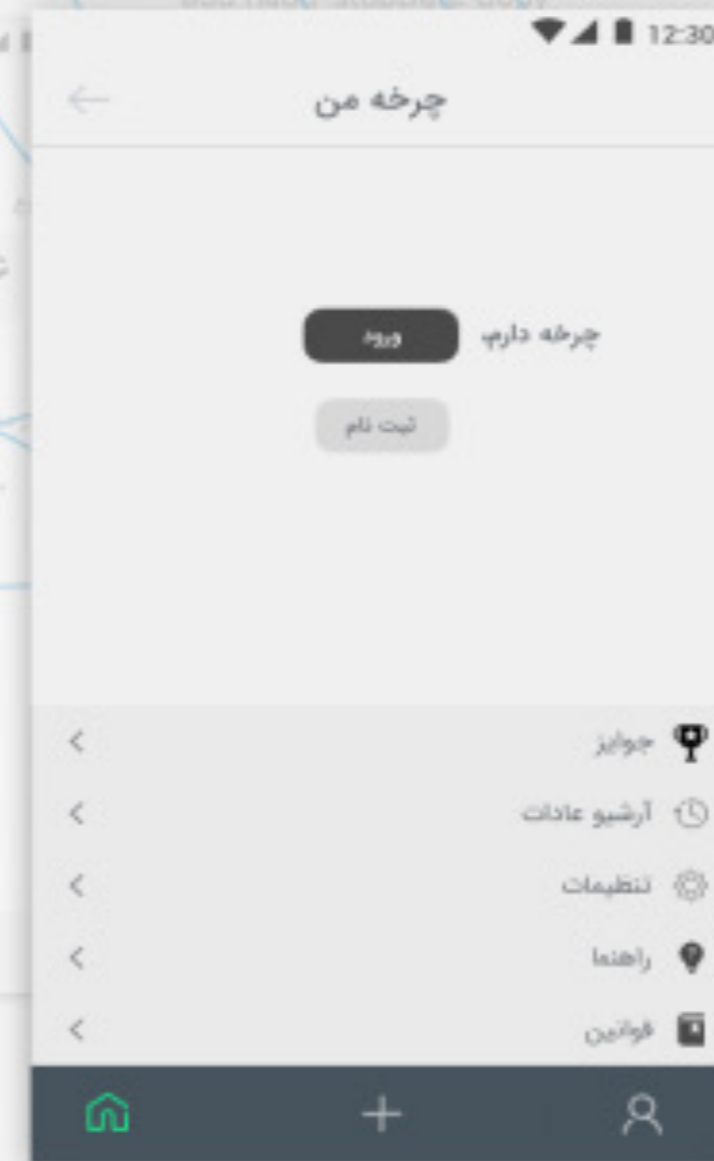 12:30
چرخه من
چرخه دارم
ورود
ثبت نام
جوایز
آرشیو عادات
تنظیمات
راهنما
قوانین